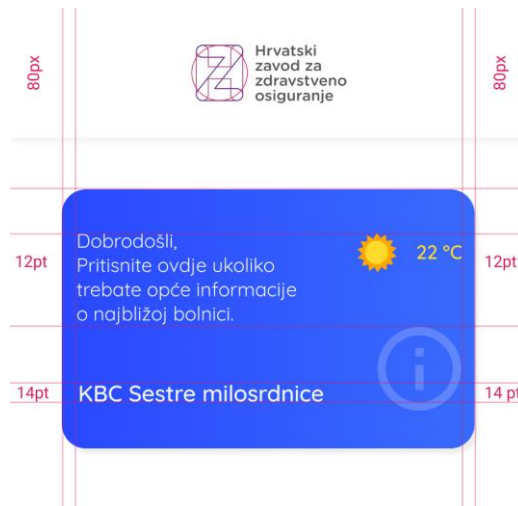 80px
80px
Hrvatski
zavod za
zdravstveno
osiguranje
Dobrodošli,
Pritisnite ovdje ukoliko
trebate opće informacije
o najbližoj bolnici.
22 °C
12pt
12pt
14pt
KBC Sestre milosrdnice
14 pt